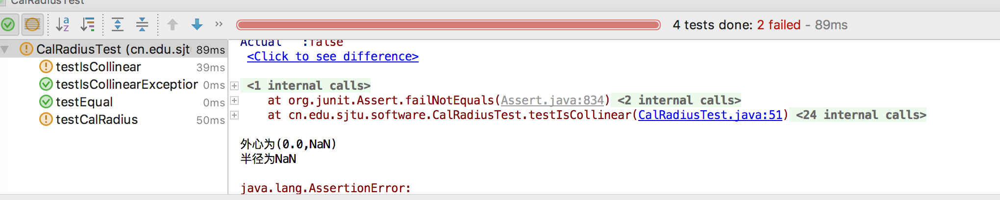 CalRadiusTest
4 tests done: 2 failed - 89ms
CalRadiusTest (cn.edu.sjt 89ms
testIsCollinear 39ms
testIsCollinearException 0ms
testEqual 0ms
testCalRadius 50ms
Actual :false
<Click to see difference>
<1 internal calls>
at org.junit.Assert.failNotEquals(Assert.java:834) <2 internal calls>
at cn.edu.sjtu.software.CalRadiusTest.testIsCollinear(CalRadiusTest.java:51) <24 internal calls>
外心为(0.0,NaN)
半径为NaN
java.lang.AssertionError: